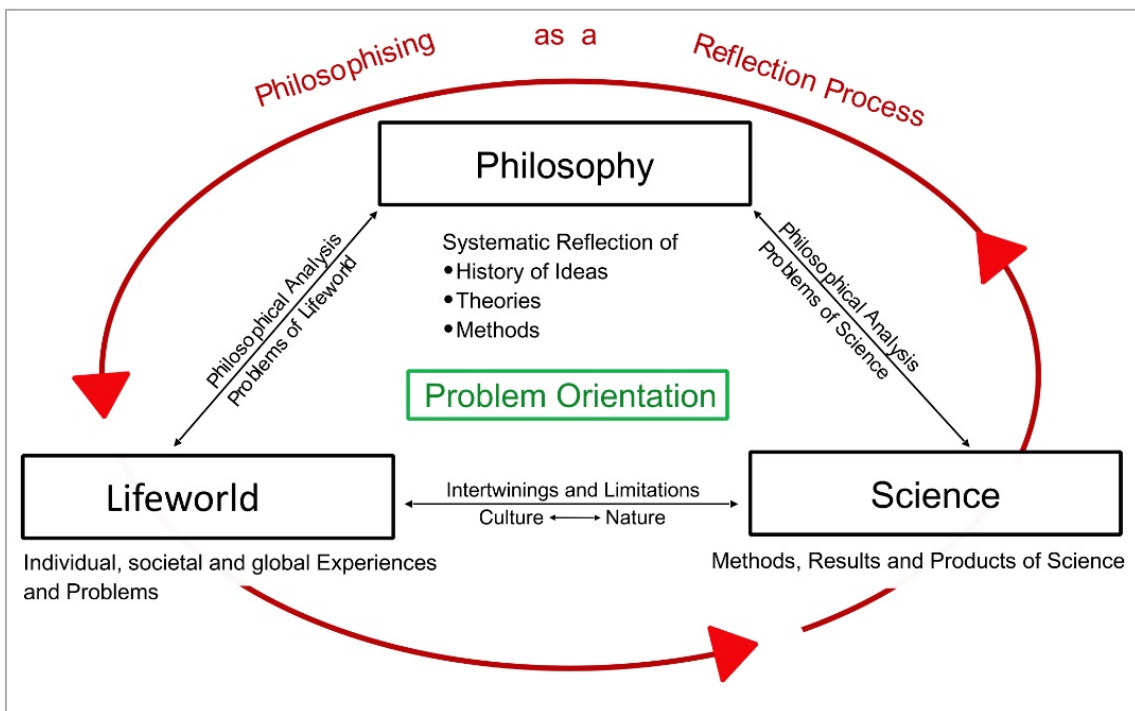 Philosophising as a Reflection Process
Philosophy
Philosophical Analysis
Problems of Lifeworld
Systematic Reflection of
•History of Ideas
•Theories
•Methods
Philosophical Analysis
Problems of Science
Problem Orientation
Lifeworld
Intertwinings and Limitations
Culture ⟷ Nature
Science
Individual, societal and global Experiences
and Problems
Methods, Results and Products of Science